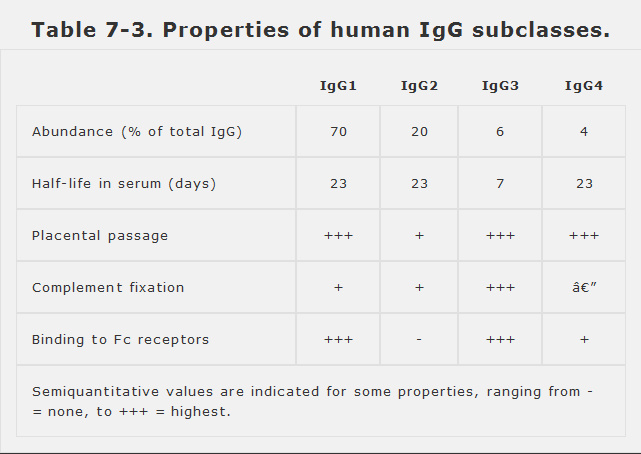 Table 7-3. Properties of human IgG subclasses.
IgG1 IgG2 IgG3 IgG4
Abundance (% of total IgG) 70 20 6 4
Half-life in serum (days) 23 23 7 23
Placental passage +++ + +++ +++
Complement fixation + + +++ â€”
Binding to Fc receptors +++ - +++ +
Semiquantitative values are indicated for some properties, ranging from -
= none, to +++ = highest.